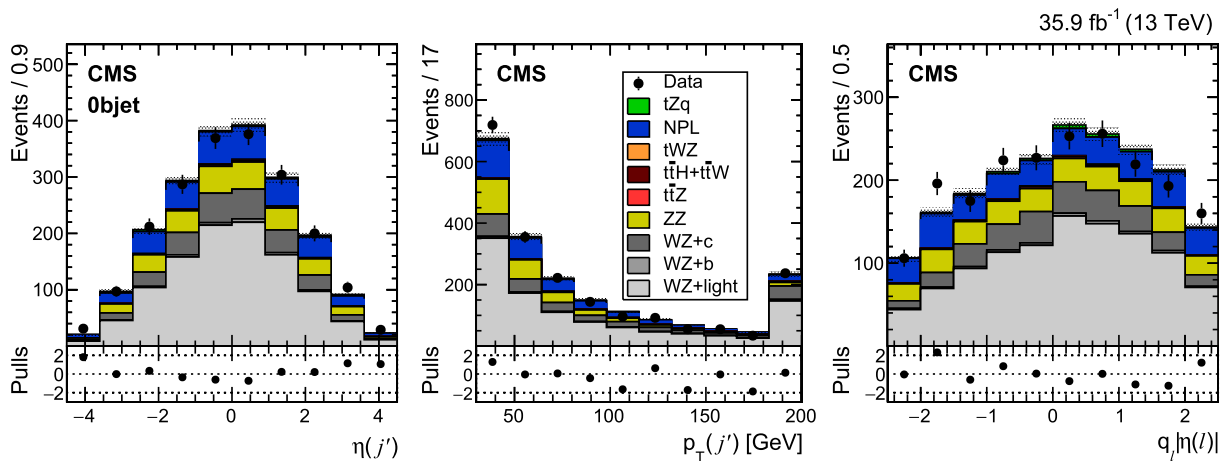 35.9 fb⁻¹ (13 TeV)
Events / 0.9
500
400
300
200
100
CMS
0bjet
Pulls
2
0
−2
−4
−2
0
2
4
η(j′)
Events / 17
800
600
400
200
CMS
Data
tZq
NPL
tWZ
tt̄H+tt̄W
tt̄Z
ZZ
WZ+c
WZ+b
WZ+light
Pulls
2
0
−2
50
100
150
200
p_T(j′) [GeV]
Events / 0.5
300
200
100
CMS
Pulls
2
0
−2
−2
−1
0
1
2
q_l|η(l)|